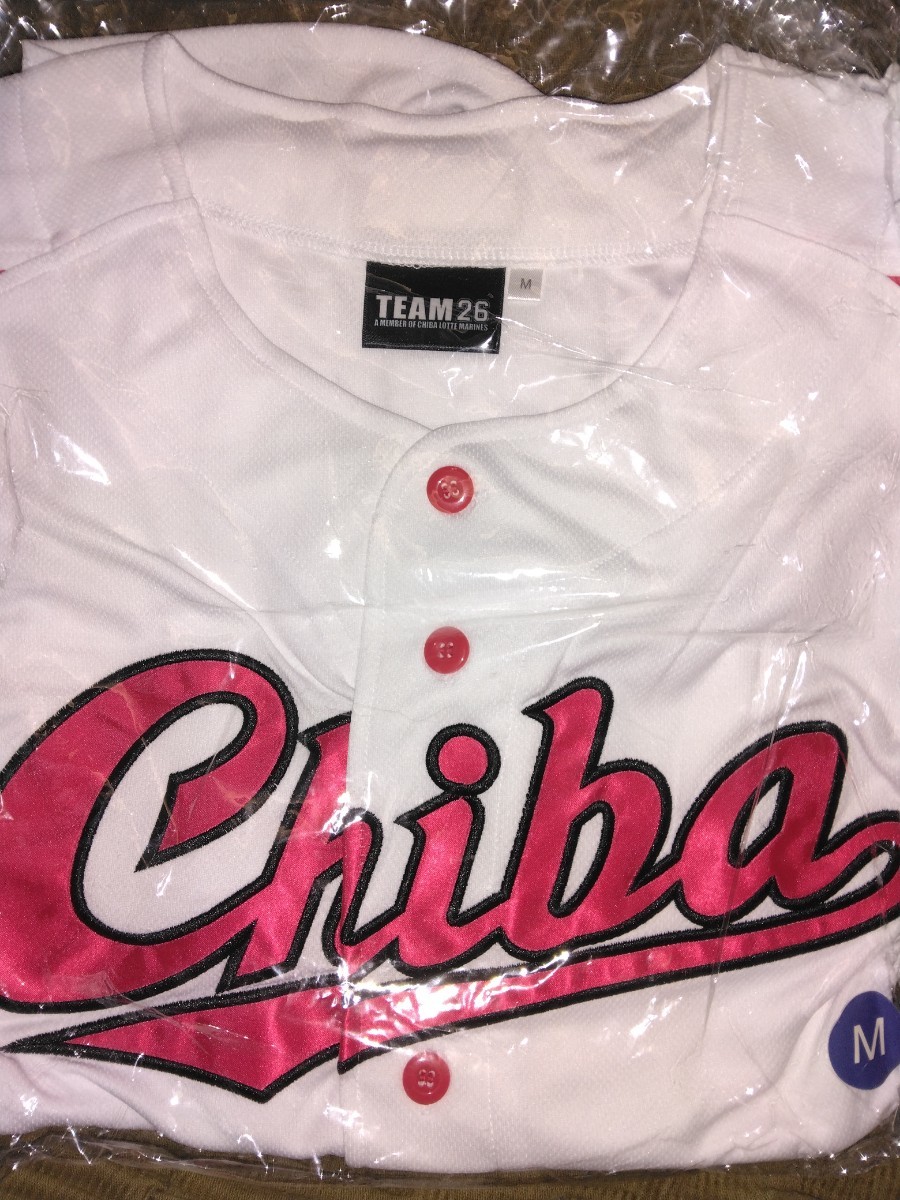 TEAM26
A MEMBER OF CHIBA LOTTE MARINES
M
Chiba
M